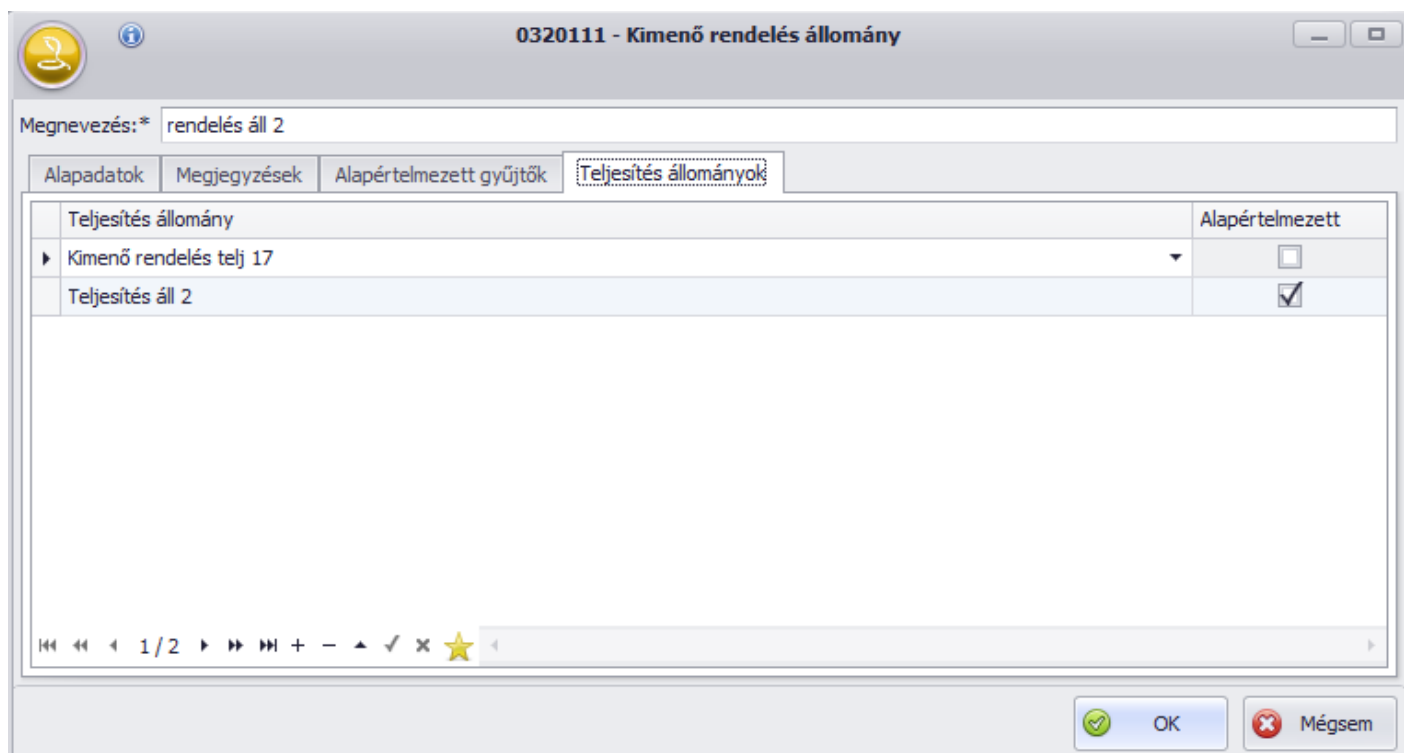 0320111 - Kimenő rendelés állomány
Megnevezés:* rendelés áll 2
Alapadatok Megjegyzések Alapértelmezett gyűjtők Teljesítés állományok
Teljesítés állomány Alapértelmezett
Kimenő rendelés telj 17
Teljesítés áll 2
1/2
OK Mégsem